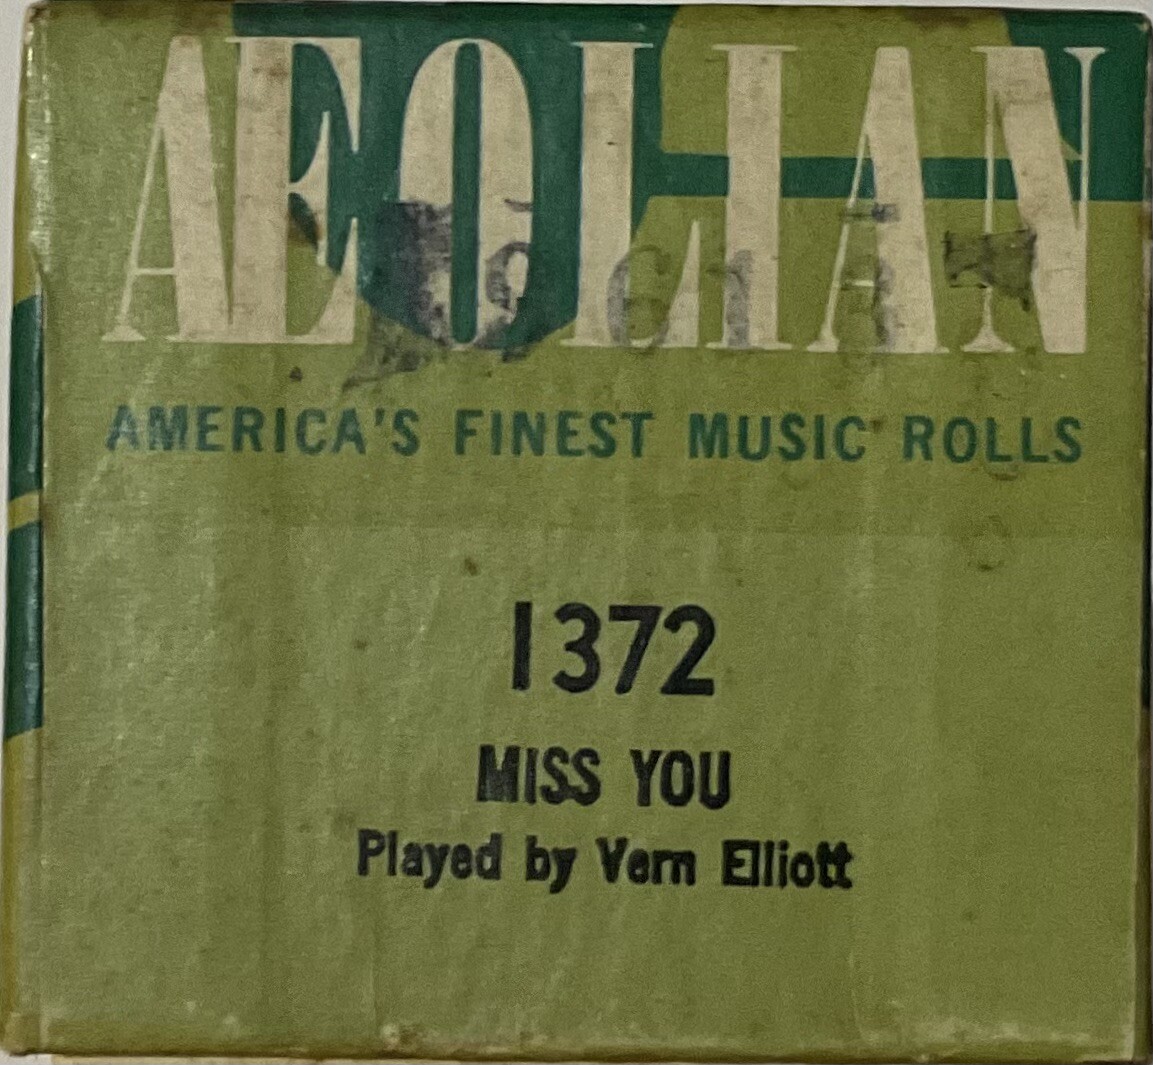 AEOLIAN
AMERICA'S FINEST MUSIC ROLLS
1372
MISS YOU
Played by Vern Elliott